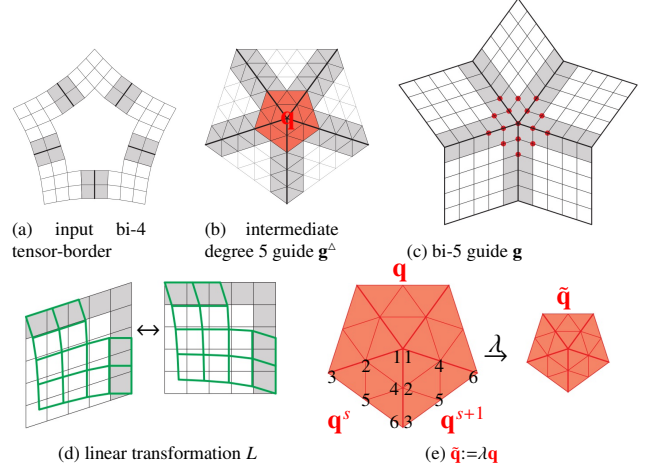 q
(a) input bi-4
tensor-border
(b) intermediate
degree 5 guide g△
(c) bi-5 guide g
q
q̃
λ
1 1
3 2 4 6
4 2
5 5
6 3
q^s q^{s+1}
(d) linear transformation L
(e) q̃:=λq